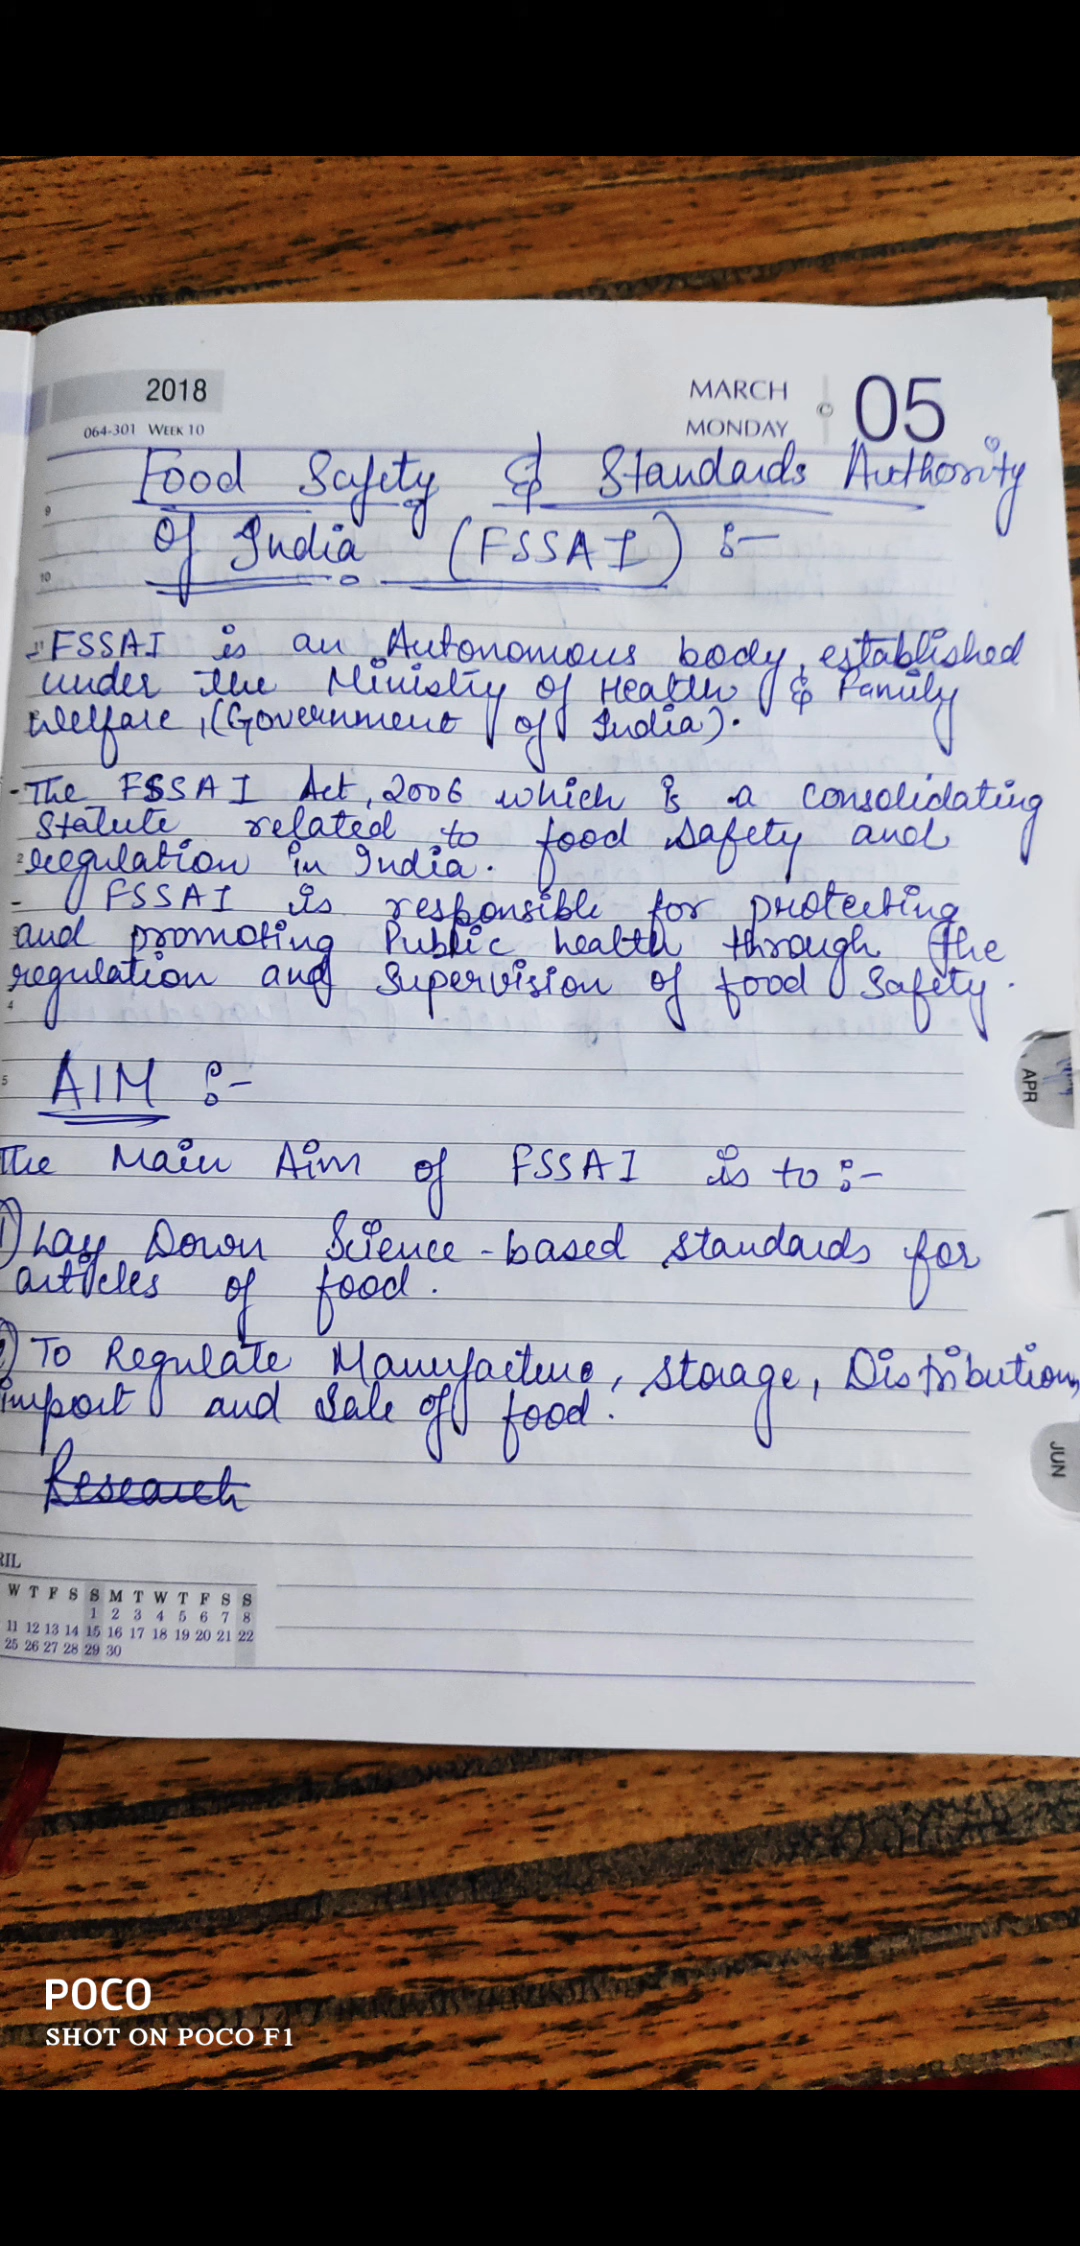 2018
MARCH
05
064-301 WEEK 10
MONDAY
Food Safety & Standards Authority
9
Of India (FSSAI) :-
10
- FSSAI is an Autonomous body, established
under the Ministry of Health & Family
Welfare, (Government of India).
- The FSSAI Act, 2006 which is a consolidating
statute related to food safety and
2 regulation in India.
- FSSAI is responsible for protecting
and promoting Public health through the
regulation and Supervision of food Safety.
4
5 AIM :-
APR
The Main Aim of FSSAI is to :-
1) Lay Down Science-based standards for
articles of food.
2) To Regulate Manufacture, Storage, Distribution,
import and Sale of food.
JUN
Research
RIL
W T F S S M T W T F S S
1 2 3 4 5 6 7 8
11 12 13 14 15 16 17 18 19 20 21 22
25 26 27 28 29 30
POCO
SHOT ON POCO F1